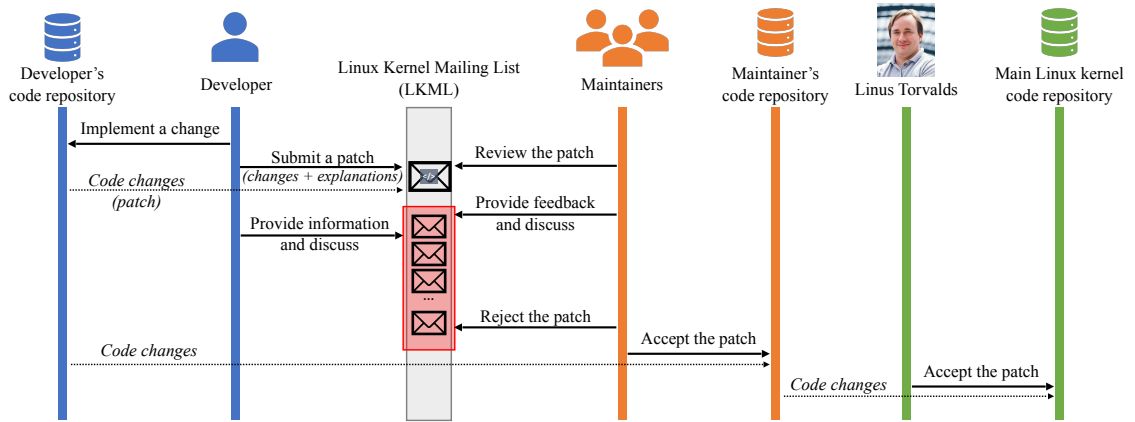 Developer's
code repository
Developer
Linux Kernel Mailing List
(LKML)
Maintainers
Maintainer's
code repository
Linus Torvalds
Main Linux kernel
code repository
Implement a change
Submit a patch
(changes + explanations)
Review the patch
</>
Code changes
(patch)
Provide feedback
and discuss
Provide information
and discuss
...
Reject the patch
Accept the patch
Code changes
Accept the patch
Code changes